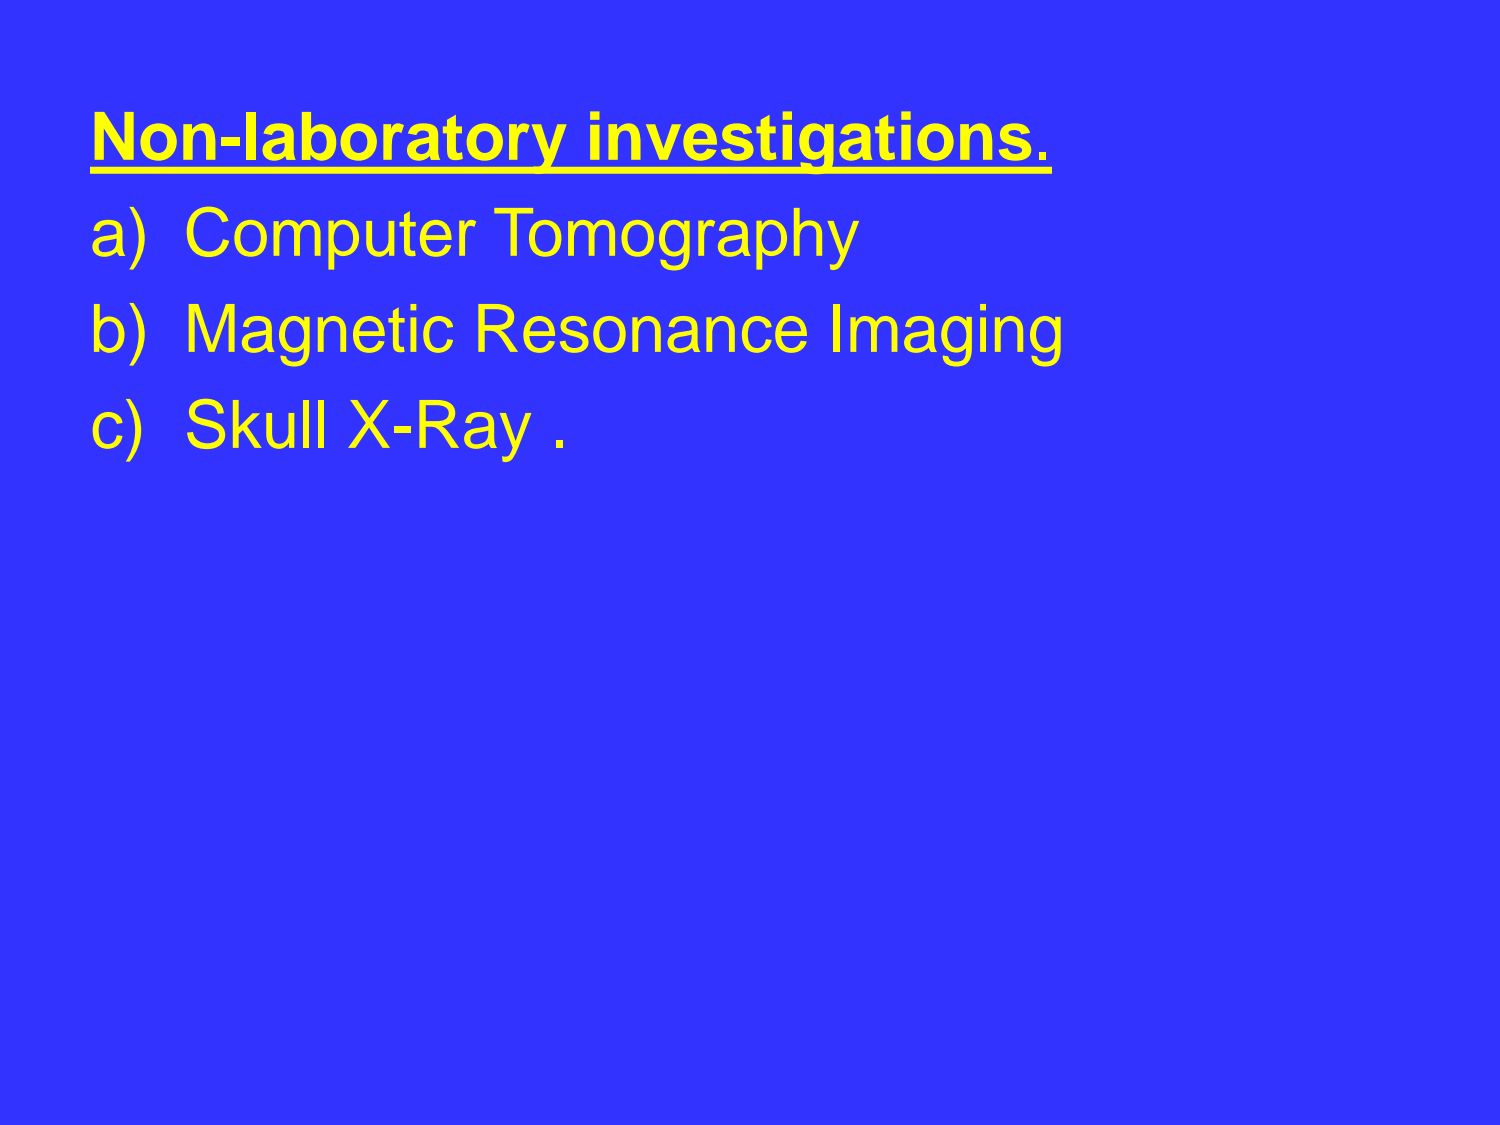 Non-laboratory investigations.
a) Computer Tomography
b) Magnetic Resonance Imaging
c) Skull X-Ray .